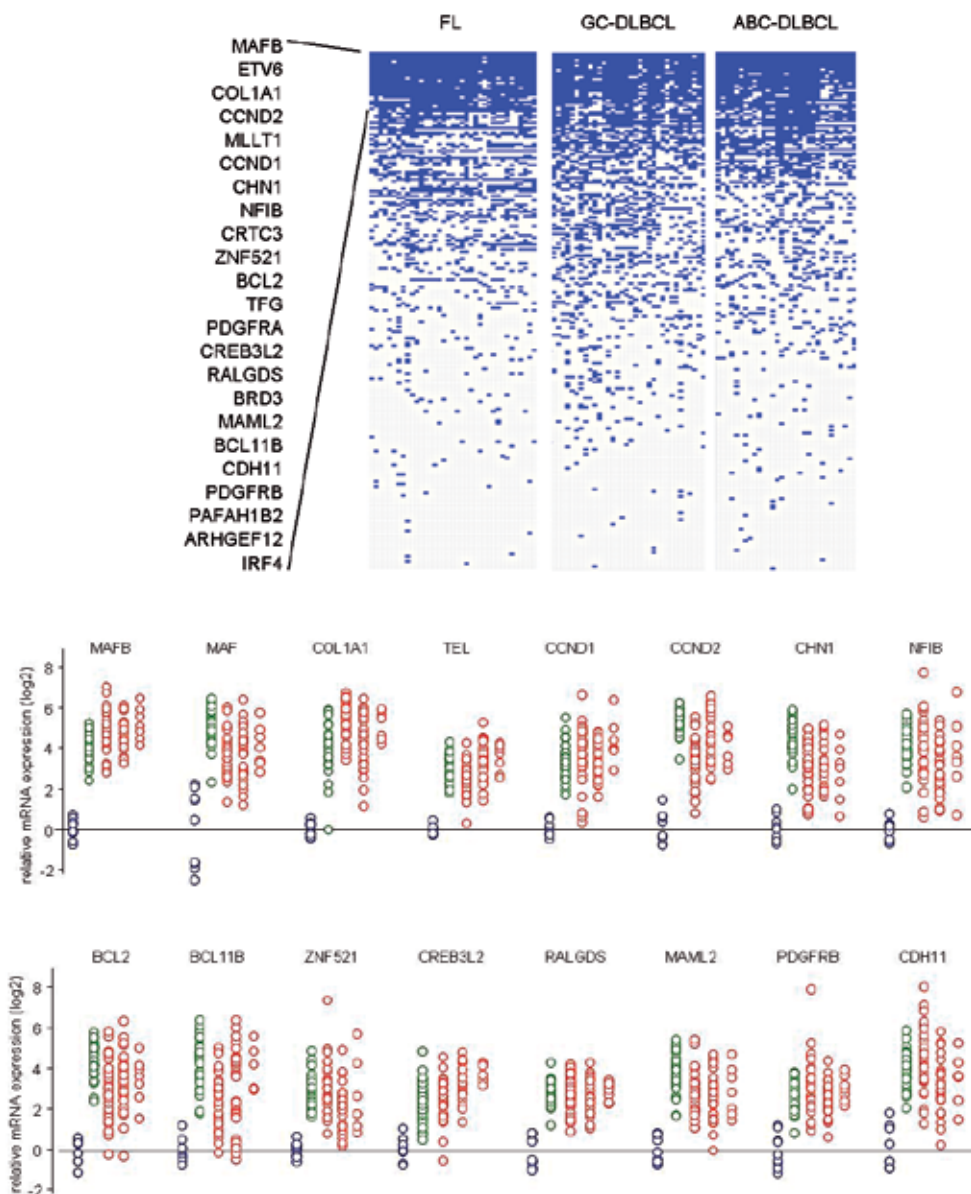 FL GC-DLBCL ABC-DLBCL
MAFB
ETV6
COL1A1
CCND2
MLLT1
CCND1
CHN1
NFIB
CRTC3
ZNF521
BCL2
TFG
PDGFRA
CREB3L2
RALGDS
BRD3
MAML2
BCL11B
CDH11
PDGFRB
PAFAH1B2
ARHGEF12
IRF4
MAFB MAF COL1A1 TEL CCND1 CCND2 CHN1 NFIB
relative mRNA expression (log2)
8
6
4
2
0
-2
BCL2 BCL11B ZNF521 CREB3L2 RALGDS MAML2 PDGFRB CDH11
relative mRNA expression (log2)
8
6
4
2
0
-2